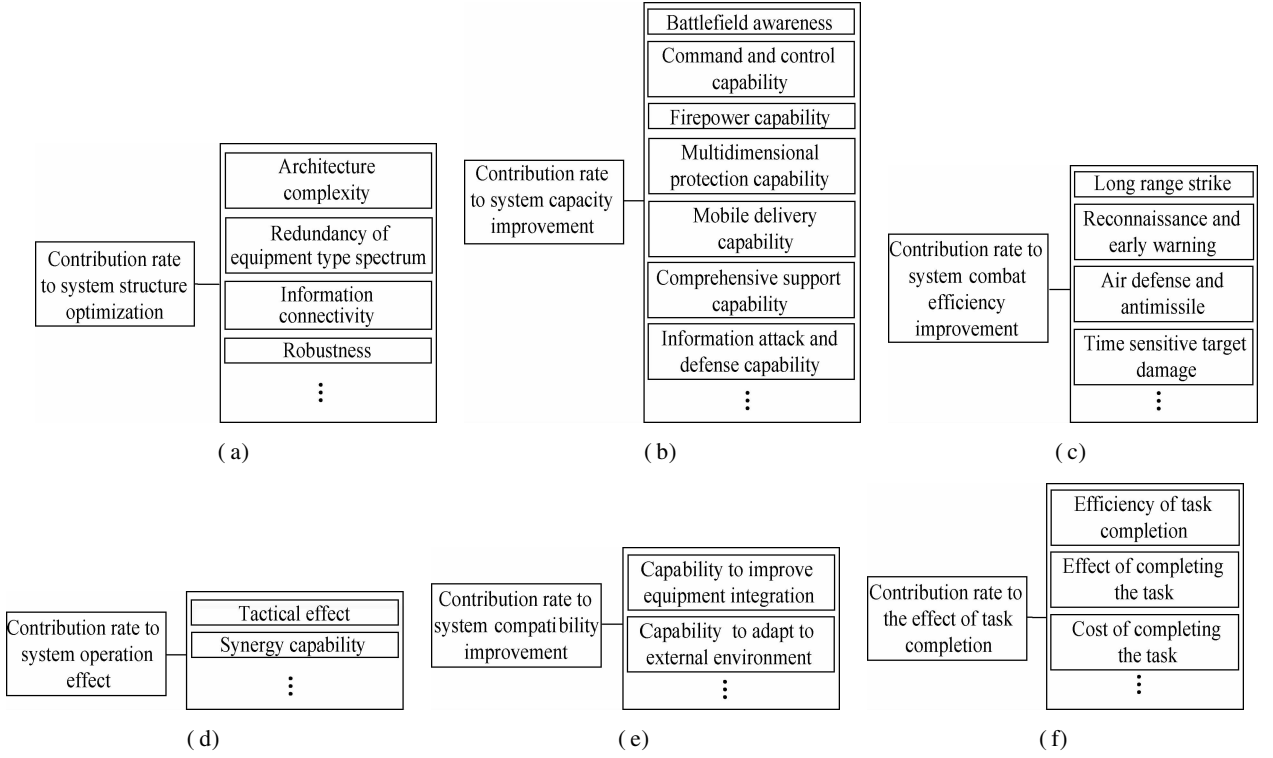 Contribution rate
to system structure
optimization
Architecture
complexity
Redundancy of
equipment type spectrum
Information
connectivity
Robustness
(a)
Contribution rate
to system capacity
improvement
Battlefield awareness
Command and control
capability
Firepower capability
Multidimensional
protection capability
Mobile delivery
capability
Comprehensive support
capability
Information attack and
defense capability
(b)
Contribution rate to
system combat
efficiency
improvement
Long range strike
Reconnaissance and
early warning
Air defense and
antimissile
Time sensitive target
damage
(c)
Contribution rate to
system operation
effect
Tactical effect
Synergy capability
(d)
Contribution rate to
system compatibility
improvement
Capability to improve
equipment integration
Capability to adapt to
external environment
(e)
Contribution rate to
the effect of task
completion
Efficiency of task
completion
Effect of completing
the task
Cost of completing
the task
(f)